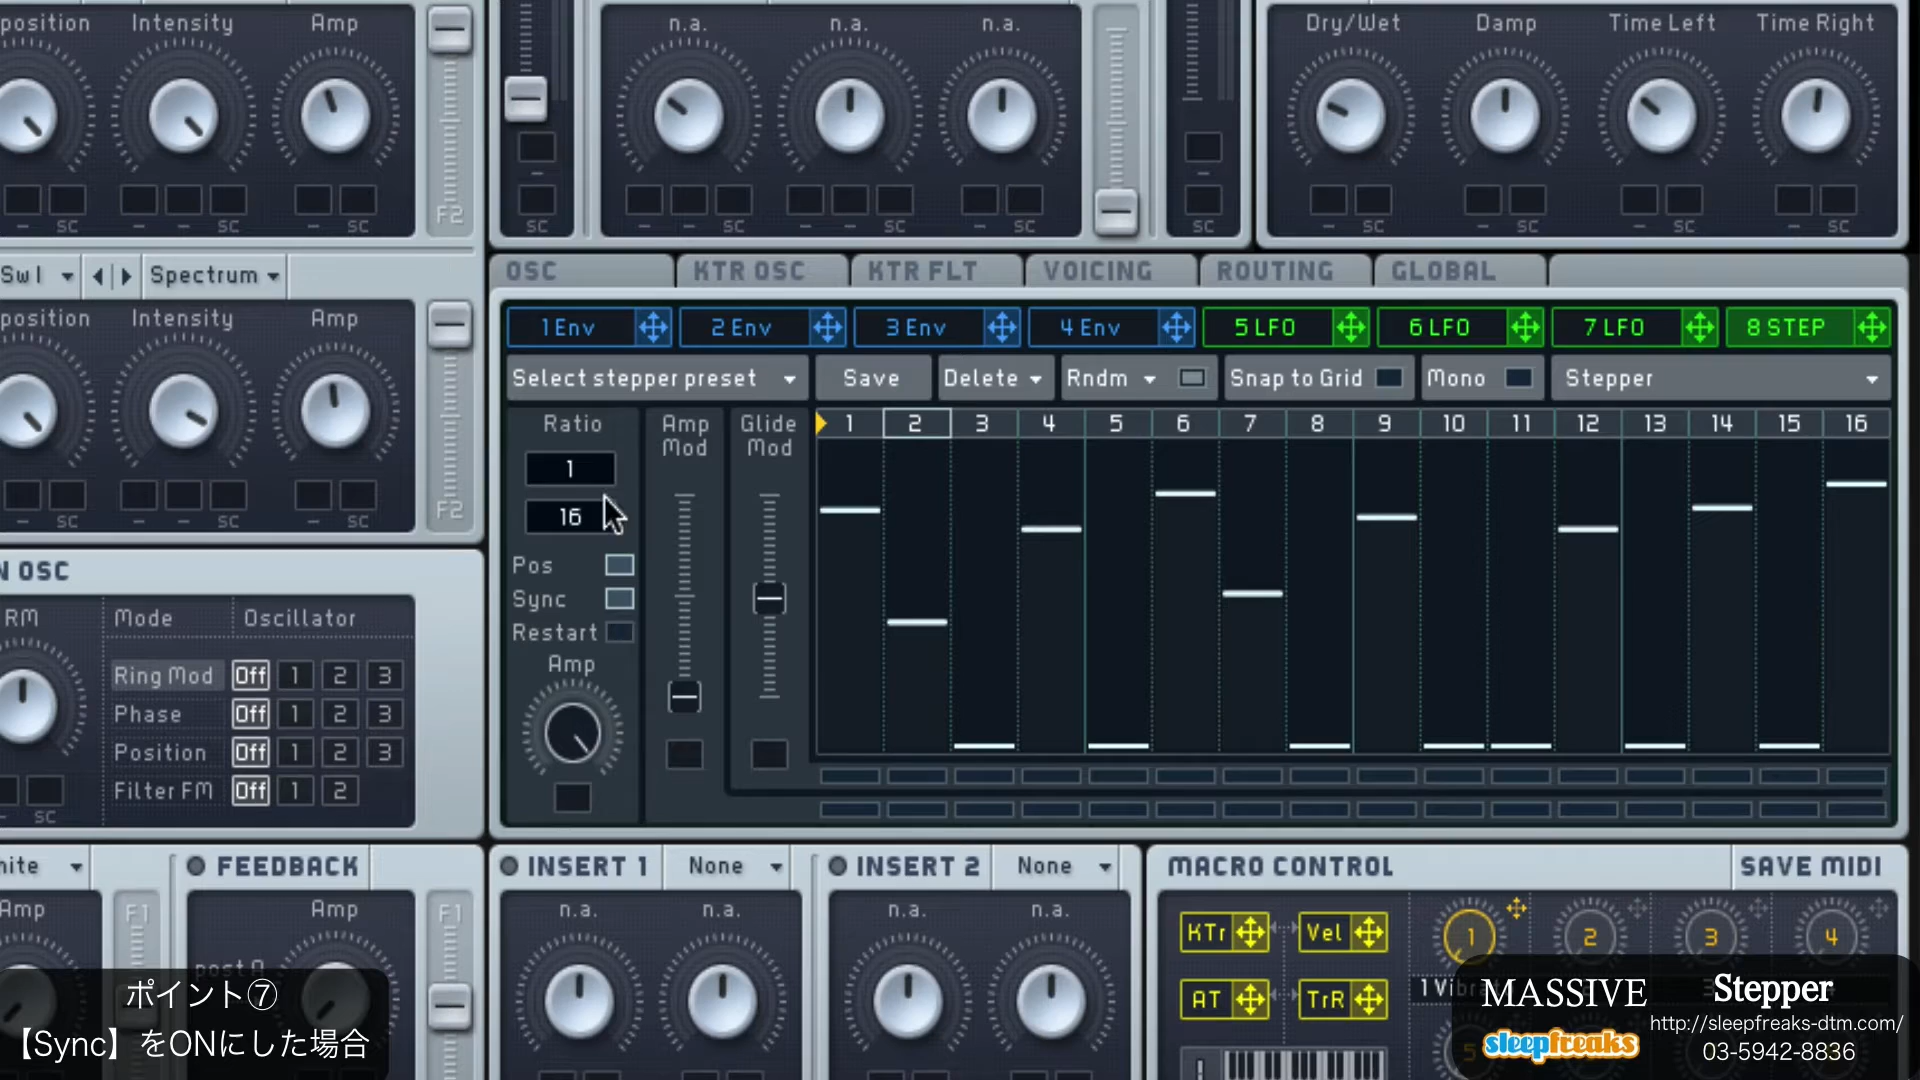 position Intensity Amp
n.a. n.a. n.a.
Dry/Wet Damp Time Left Time Right
– SC – – SC – SC F2
– SC
– – SC – – SC – SC
– SC
– SC – SC – SC – SC
Sw I Spectrum
position Intensity Amp
– SC – – SC – SC F2
OSC KTR OSC KTR FLT VOICING ROUTING GLOBAL
1 Env 2 Env 3 Env 4 Env 5 LFO 6 LFO 7 LFO 8 STEP
Select stepper preset Save Delete Rndm Snap to Grid Mono Stepper
Ratio
1
16
Pos
Sync
Restart
Amp
Amp Mod
Glide Mod
1 2 3 4 5 6 7 8 9 10 11 12 13 14 15 16
N OSC
RM Mode Oscillator
Ring Mod Off 1 2 3
Phase Off 1 2 3
Position Off 1 2 3
Filter FM Off 1 2
SC
hite FEEDBACK
Amp F1 Amp F1
post A
INSERT 1 None INSERT 2 None
n.a. n.a. n.a. n.a.
MACRO CONTROL SAVE MIDI
KTr Vel 1 2 3 4
AT TrR 1 Vibra
5
ポイント⑦
【Sync】をONにした場合
MASSIVE Stepper
sleepfreaks
http://sleepfreaks-dtm.com/
03-5942-8836